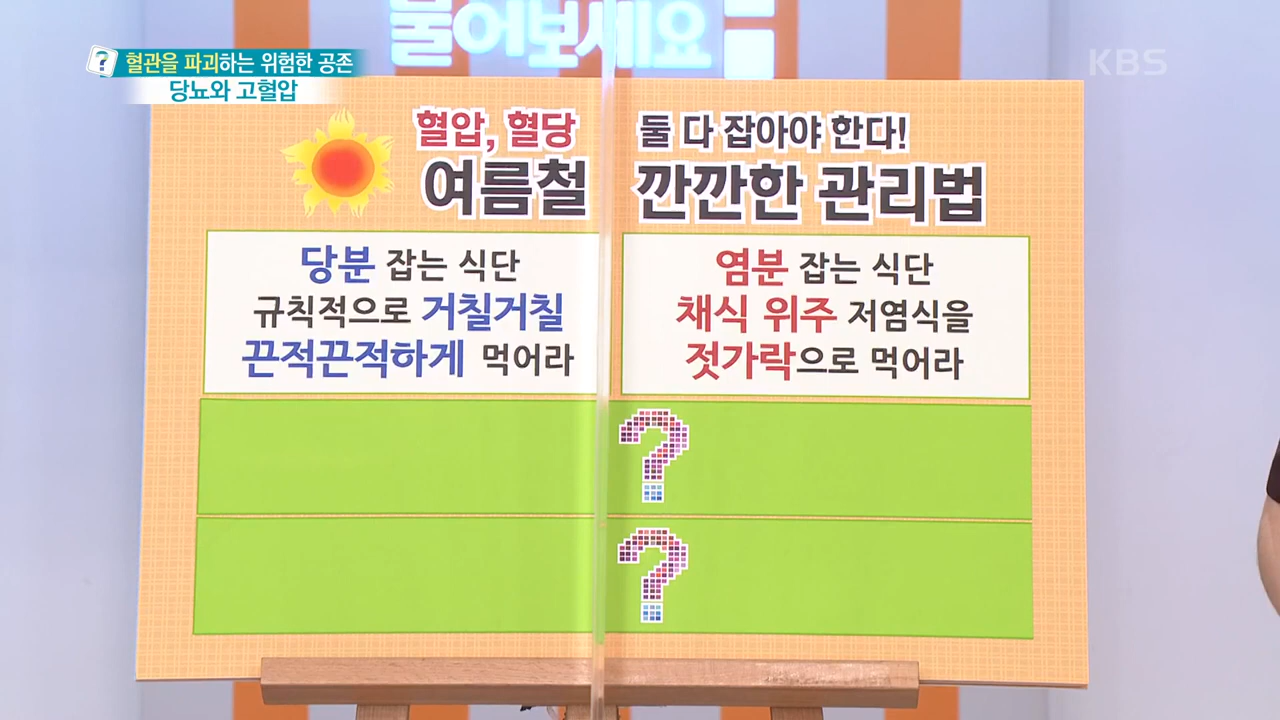 물어보세요
KBS
혈관을 파괴하는 위험한 공존
당뇨와 고혈압
혈압, 혈당 둘 다 잡아야 한다!
여름철 깐깐한 관리법
당분 잡는 식단
규칙적으로 거칠거칠
끈적끈적하게 먹어라
염분 잡는 식단
채식 위주 저염식을
젓가락으로 먹어라
?
?